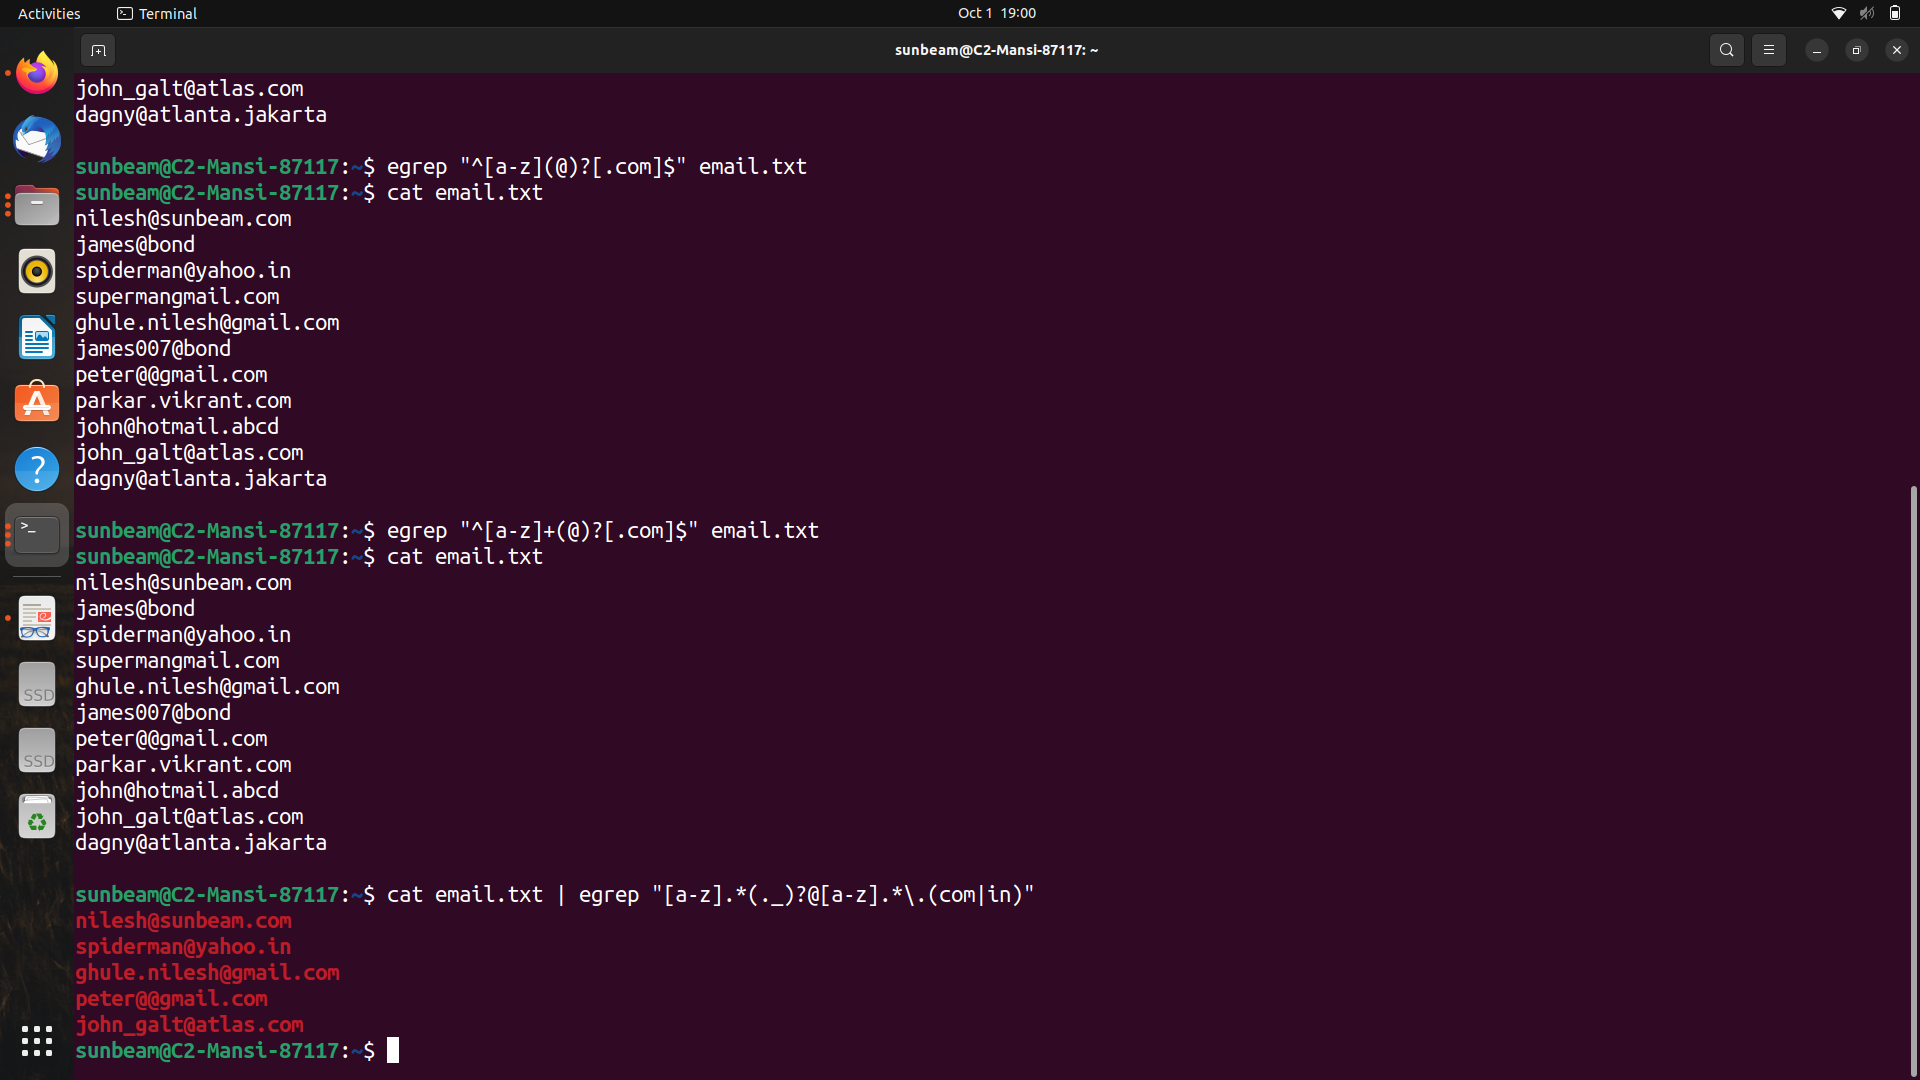 Activities
Terminal
Oct 1 19:00
sunbeam@C2-Mansi-87117: ~
john_galt@atlas.com
dagny@atlanta.jakarta
sunbeam@C2-Mansi-87117:~$ egrep "^[a-z](@)?[.com]$" email.txt
sunbeam@C2-Mansi-87117:~$ cat email.txt
nilesh@sunbeam.com
james@bond
spiderman@yahoo.in
supermangmail.com
ghule.nilesh@gmail.com
james007@bond
peter@@gmail.com
parkar.vikrant.com
john@hotmail.abcd
john_galt@atlas.com
dagny@atlanta.jakarta
sunbeam@C2-Mansi-87117:~$ egrep "^[a-z]+(@)?[.com]$" email.txt
sunbeam@C2-Mansi-87117:~$ cat email.txt
nilesh@sunbeam.com
james@bond
spiderman@yahoo.in
supermangmail.com
ghule.nilesh@gmail.com
james007@bond
peter@@gmail.com
parkar.vikrant.com
john@hotmail.abcd
john_galt@atlas.com
dagny@atlanta.jakarta
sunbeam@C2-Mansi-87117:~$ cat email.txt | egrep "[a-z].*(._)?@[a-z].*\.(com|in)"
nilesh@sunbeam.com
spiderman@yahoo.in
ghule.nilesh@gmail.com
peter@@gmail.com
john_galt@atlas.com
sunbeam@C2-Mansi-87117:~$
SSD
SSD